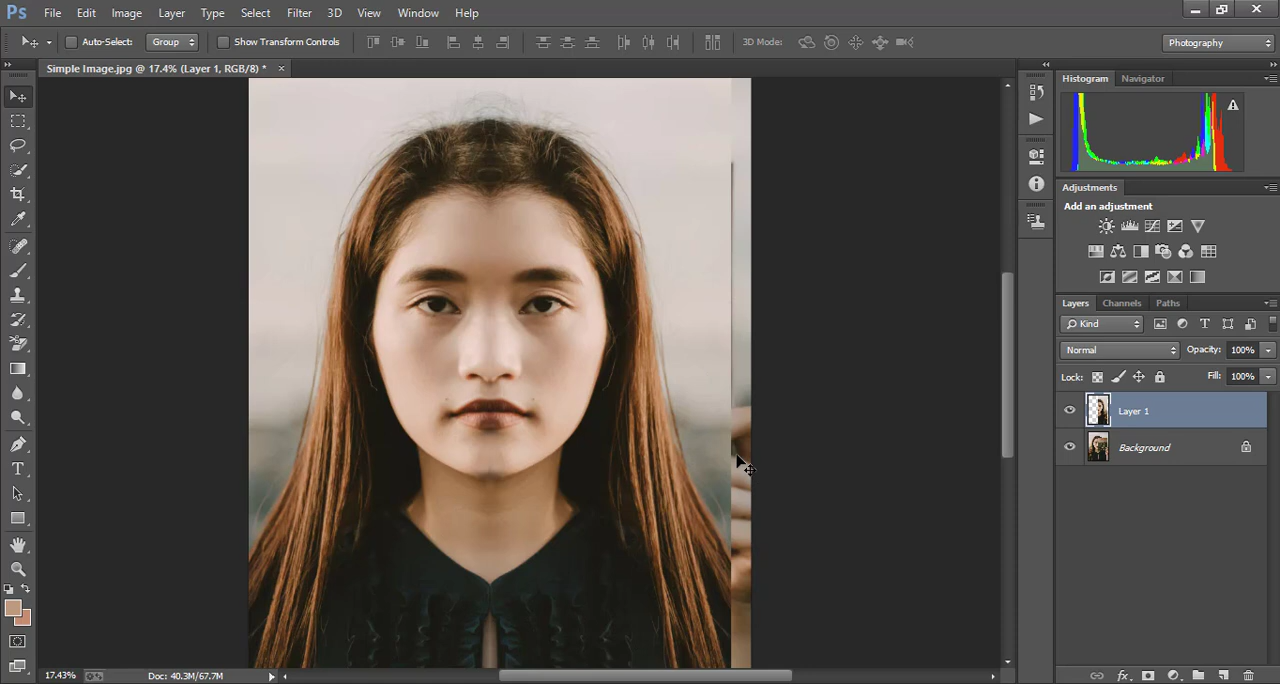 Ps File Edit Image Layer Type Select Filter 3D View Window Help
Auto-Select: Group Show Transform Controls 3D Mode: Photography
Simple Image.jpg @ 17.4% (Layer 1, RGB/8) * ×
Histogram Navigator
Adjustments
Add an adjustment
Layers Channels Paths
Kind
Normal Opacity: 100%
Lock: Fill: 100%
Layer 1
Background
17.43% Doc: 40.3M/67.7M